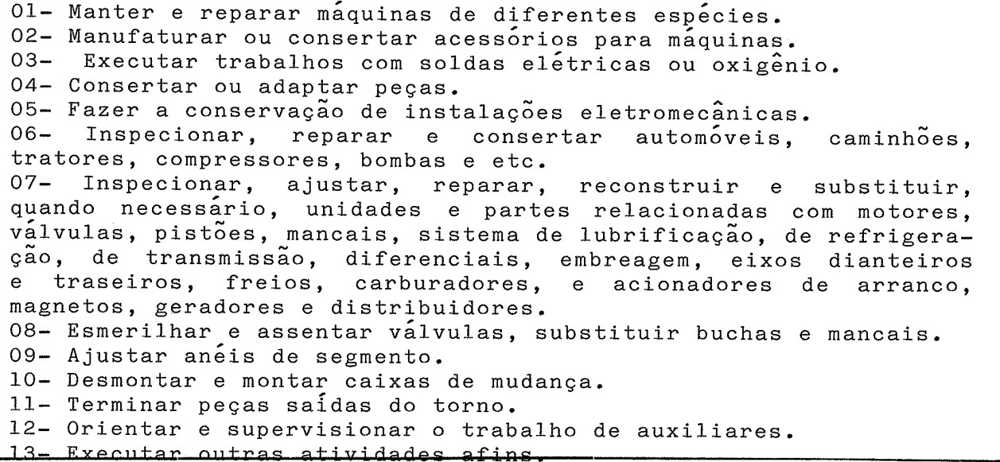 01- Manter e reparar máquinas de diferentes espécies.
02- Manufaturar ou consertar acessórios para máquinas.
03- Executar trabalhos com soldas elétricas ou oxigênio.
04- Consertar ou adaptar peças.
05- Fazer a conservação de instalações eletromecânicas.
06- Inspecionar, reparar e consertar automóveis, caminhões,
tratores, compressores, bombas e etc.
07- Inspecionar, ajustar, reparar, reconstruir e substituir,
quando necessário, unidades e partes relacionadas com motores,
válvulas, pistões, mancais, sistema de lubrificação, de refrigera-
ção, de transmissão, diferenciais, embreagem, eixos dianteiros
e traseiros, freios, carburadores, e acionadores de arranco,
magnetos, geradores e distribuidores.
08- Esmerilhar e assentar válvulas, substituir buchas e mancais.
09- Ajustar anéis de segmento.
10- Desmontar e montar caixas de mudança.
11- Terminar peças saídas do torno.
12- Orientar e supervisionar o trabalho de auxiliares.
13- Executar outras atividades afins.